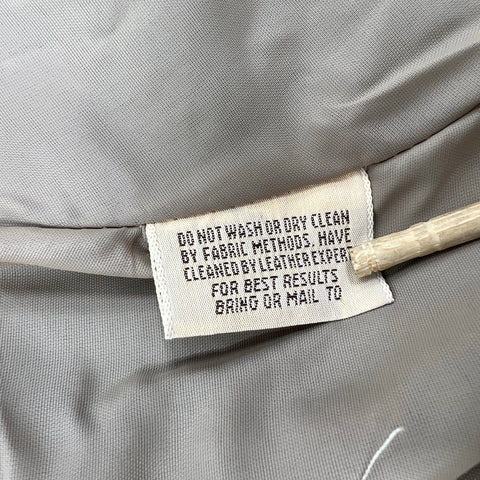 DO NOT WASH OR DRY CLEAN
BY FABRIC METHODS. HAVE
CLEANED BY LEATHER EXPERT
FOR BEST RESULTS
BRING OR MAIL TO